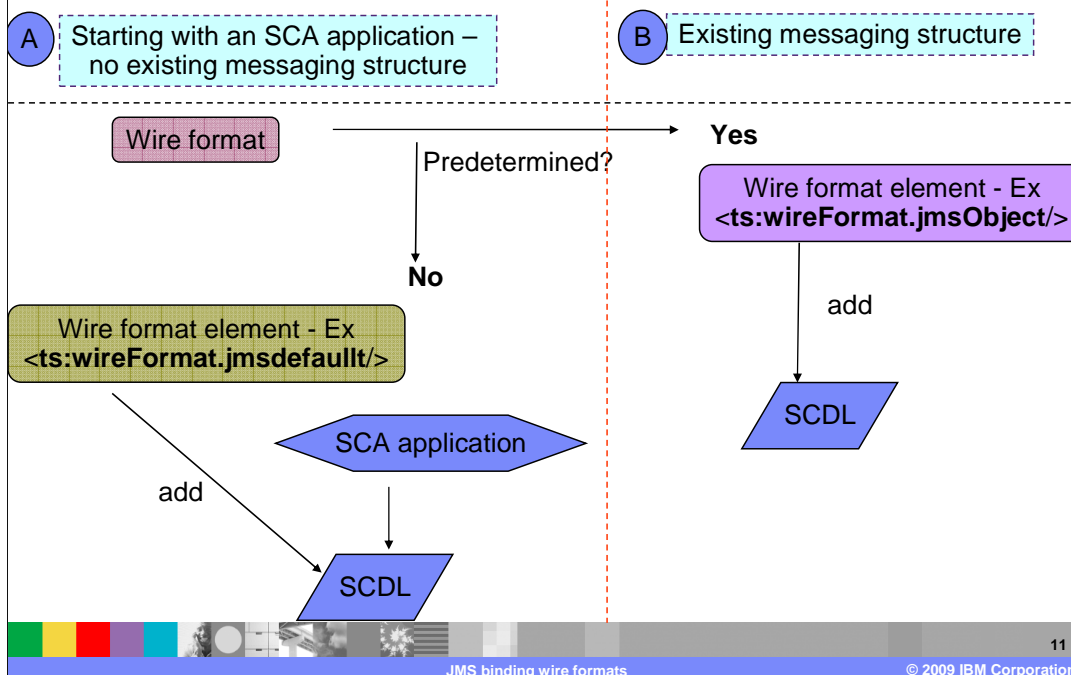 A
Starting with an SCA application –
no existing messaging structure
B
Existing messaging structure
Wire format
Predetermined?
Yes
Wire format element - Ex
<ts:wireFormat.jmsObject/>
No
add
Wire format element - Ex
<ts:wireFormat.jmsdefaullt/>
SCDL
SCA application
add
SCDL
11
JMS binding wire formats
© 2009 IBM Corporation